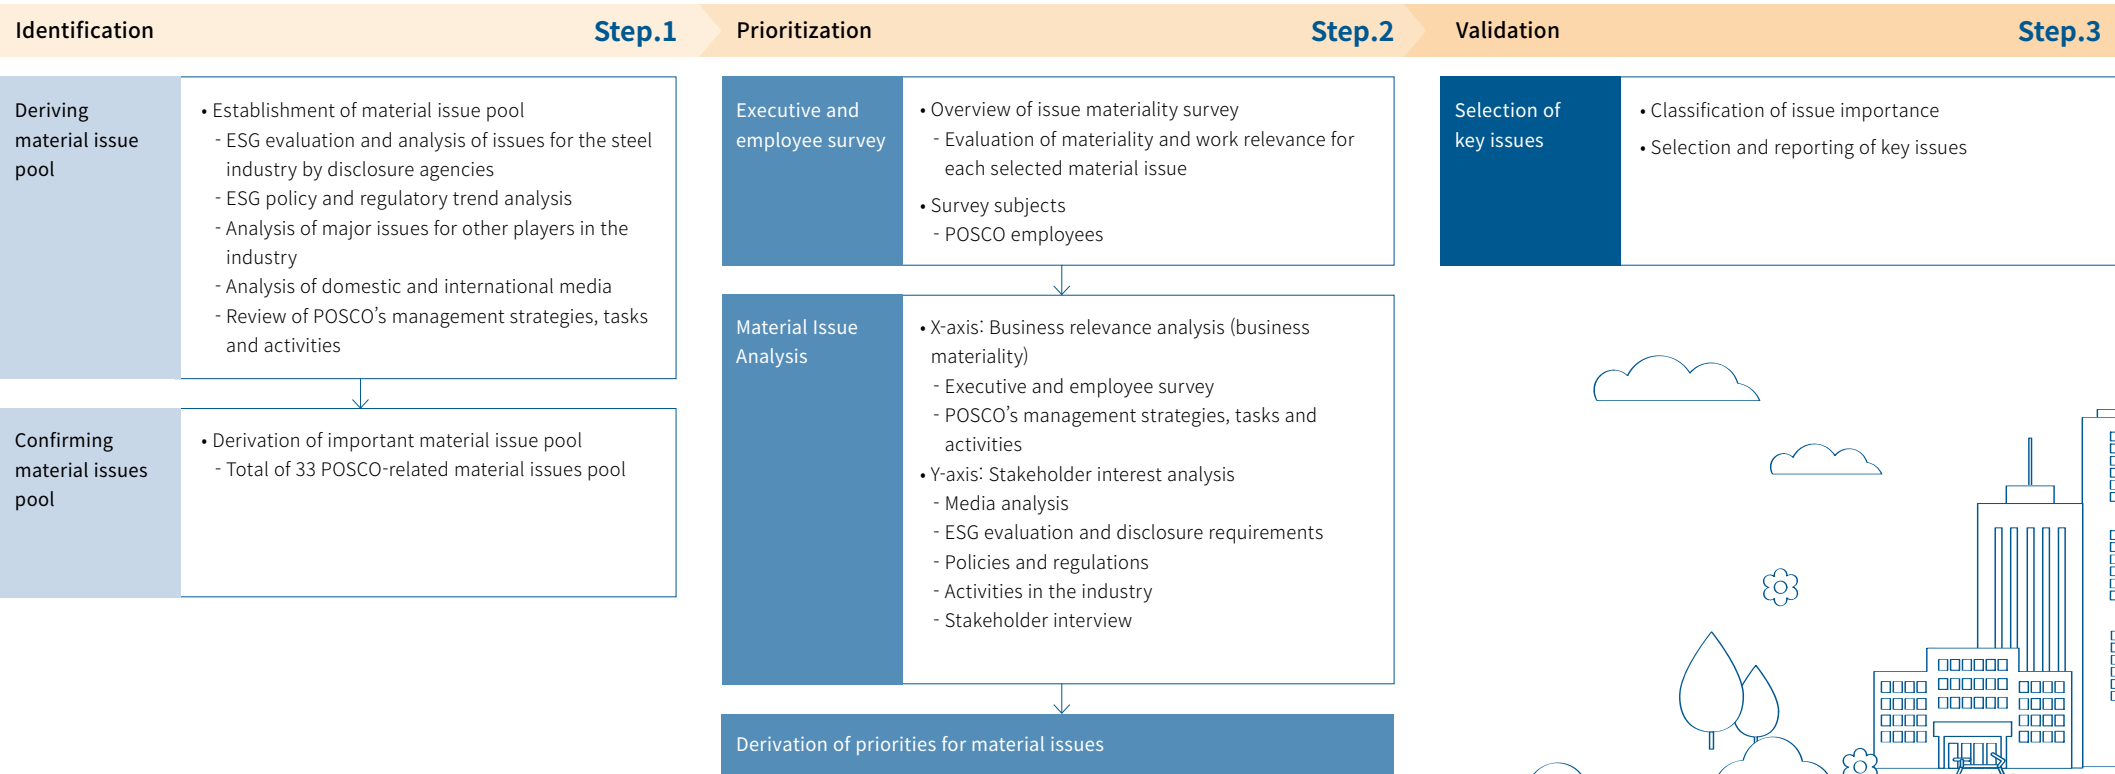 Identification
Step.1
Deriving
material issue
pool
• Establishment of material issue pool
- ESG evaluation and analysis of issues for the steel
industry by disclosure agencies
- ESG policy and regulatory trend analysis
- Analysis of major issues for other players in the
industry
- Analysis of domestic and international media
- Review of POSCO’s management strategies, tasks
and activities
Confirming
material issues
pool
• Derivation of important material issue pool
- Total of 33 POSCO-related material issues pool
Prioritization
Step.2
Executive and
employee survey
• Overview of issue materiality survey
- Evaluation of materiality and work relevance for
each selected material issue
• Survey subjects
- POSCO employees
Material Issue
Analysis
• X-axis: Business relevance analysis (business
materiality)
- Executive and employee survey
- POSCO’s management strategies, tasks and
activities
• Y-axis: Stakeholder interest analysis
- Media analysis
- ESG evaluation and disclosure requirements
- Policies and regulations
- Activities in the industry
- Stakeholder interview
Derivation of priorities for material issues
Validation
Step.3
Selection of
key issues
• Classification of issue importance
• Selection and reporting of key issues